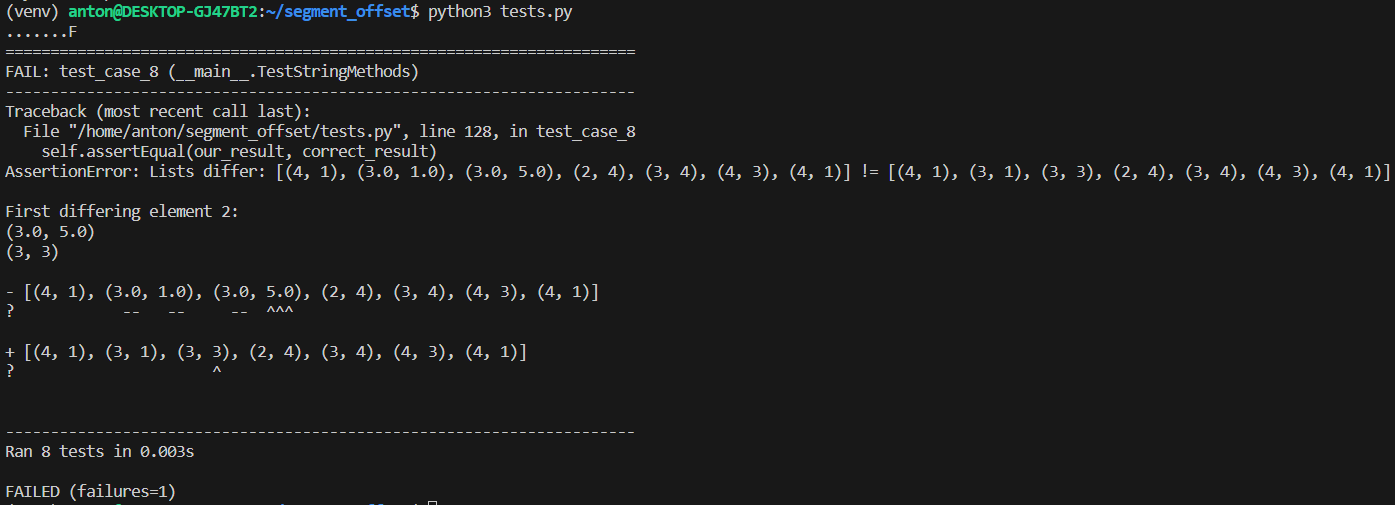 (venv) anton@DESKTOP-GJ47BT2:~/segment_offset$ python3 tests.py
.......F
======================================================================
FAIL: test_case_8 (__main__.TestStringMethods)
----------------------------------------------------------------------
Traceback (most recent call last):
  File "/home/anton/segment_offset/tests.py", line 128, in test_case_8
    self.assertEqual(our_result, correct_result)
AssertionError: Lists differ: [(4, 1), (3.0, 1.0), (3.0, 5.0), (2, 4), (3, 4), (4, 3), (4, 1)] != [(4, 1), (3, 1), (3, 3), (2, 4), (3, 4), (4, 3), (4, 1)]

First differing element 2:
(3.0, 5.0)
(3, 3)

- [(4, 1), (3.0, 1.0), (3.0, 5.0), (2, 4), (3, 4), (4, 3), (4, 1)]
?            --   --     --  ^^^

+ [(4, 1), (3, 1), (3, 3), (2, 4), (3, 4), (4, 3), (4, 1)]
?                      ^


----------------------------------------------------------------------
Ran 8 tests in 0.003s

FAILED (failures=1)